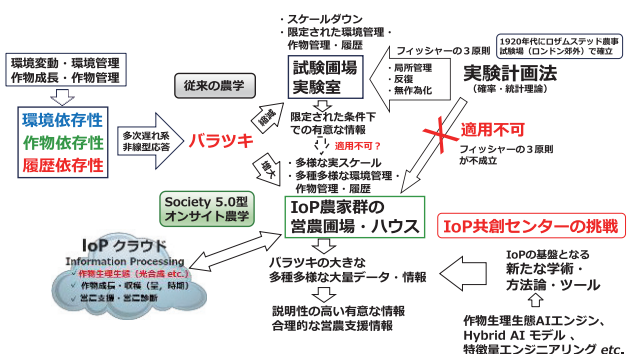 ・スケールダウン
・限定された環境管理・
作物管理・履歴
1920年代にロザムステッド農事
試験場（ロンドン郊外）で確立
フィッシャーの３原則
・局所管理
・反復
・無作為化
実験計画法
（確率・統計理論）
環境変動・環境管理
作物成長・作物管理
従来の農学
試験圃場
実験室
環境依存性
作物依存性
履歴依存性
多次遅れ系
非線型応答
バラツキ
縮減
限定された条件下
での有意な情報
適用不可？
適用不可
フィッシャーの３原則
が不成立
増大
・多様な実スケール
・多種多様な環境管理・
作物管理・履歴
Society 5.0型
オンサイト農学
IoP農家群の
営農圃場・ハウス
IoP共創センターの挑戦
IoP クラウド
Information Processing
✓作物生理生態（光合成 etc.）
✓作物成長・収穫（量，時期）
✓営農支援・営農診断
バラツキの大きな
多種多様な大量データ・情報
IoPの基盤となる
新たな学術・
方法論・ツール
説明性の高い有意な情報
合理的な営農支援情報
作物生理生態AIエンジン、
Hybrid AI モデル 、
特徴量エンジニアリング etc.